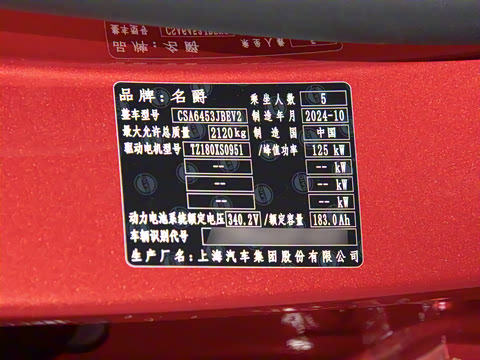 品牌:名爵 乘坐人数 5
整车型号 CSA6453JBEV2 制造年月 2024-10
最大允许总质量 2120kg 制造国 中国
驱动电机型号 TZ180XS0951 /峰值功率 125 kW
-- -- kW
-- -- kW
动力电池系统额定电压 340.2V /额定容量 183.0Ah
车辆识别代号
生产厂名:上海汽车集团股份有限公司